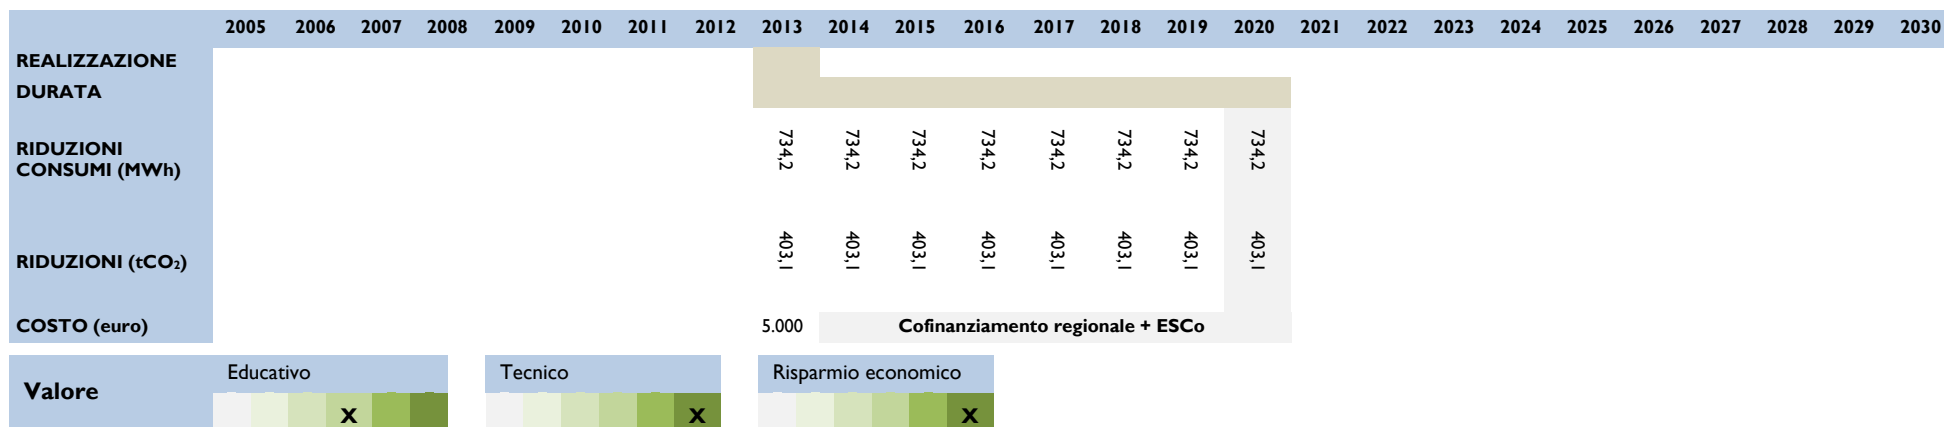 2005 2006 2007 2008 2009 2010 2011 2012 2013 2014 2015 2016 2017 2018 2019 2020 2021 2022 2023 2024 2025 2026 2027 2028 2029 2030
REALIZZAZIONE
DURATA
RIDUZIONI
CONSUMI (MWh) 734,2 734,2 734,2 734,2 734,2 734,2 734,2 734,2
RIDUZIONI (tCO₂) 403,1 403,1 403,1 403,1 403,1 403,1 403,1 403,1
COSTO (euro) 5.000 Cofinanziamento regionale + ESCo
Valore Educativo Tecnico Risparmio economico
X X X